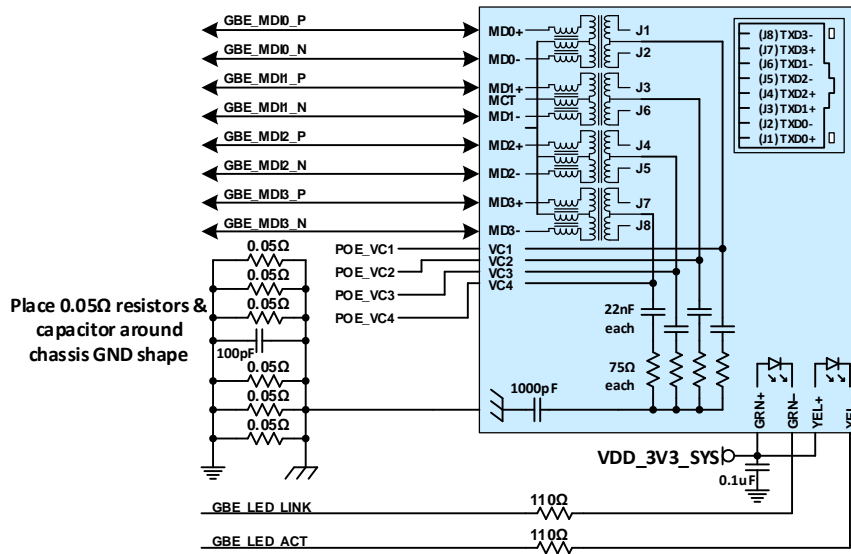 GBE_MDI0_P
GBE_MDI0_N
GBE_MDI1_P
GBE_MDI1_N
GBE_MDI2_P
GBE_MDI2_N
GBE_MDI3_P
GBE_MDI3_N
MD0+
MD0-
MD1+
MCT
MD1-
MD2+
MD2-
MD3+
MD3-
J1
J2
J3
J6
J4
J5
J7
J8
(J8) TXD3-
(J7) TXD3+
(J6) TXD1-
(J5) TXD2-
(J4) TXD2+
(J3) TXD1+
(J2) TXD0-
(J1) TXD0+
POE_VC1
POE_VC2
POE_VC3
POE_VC4
VC1
VC2
VC3
VC4
0.05Ω
0.05Ω
0.05Ω
100pF
0.05Ω
0.05Ω
0.05Ω
Place 0.05Ω resistors &
capacitor around
chassis GND shape
22nF
each
75Ω
each
1000pF
GRN+
GRN−
YEL+
YEL
VDD_3V3_SYS
0.1uF
GBE_LED_LINK
110Ω
GBE_LED_ACT
110Ω